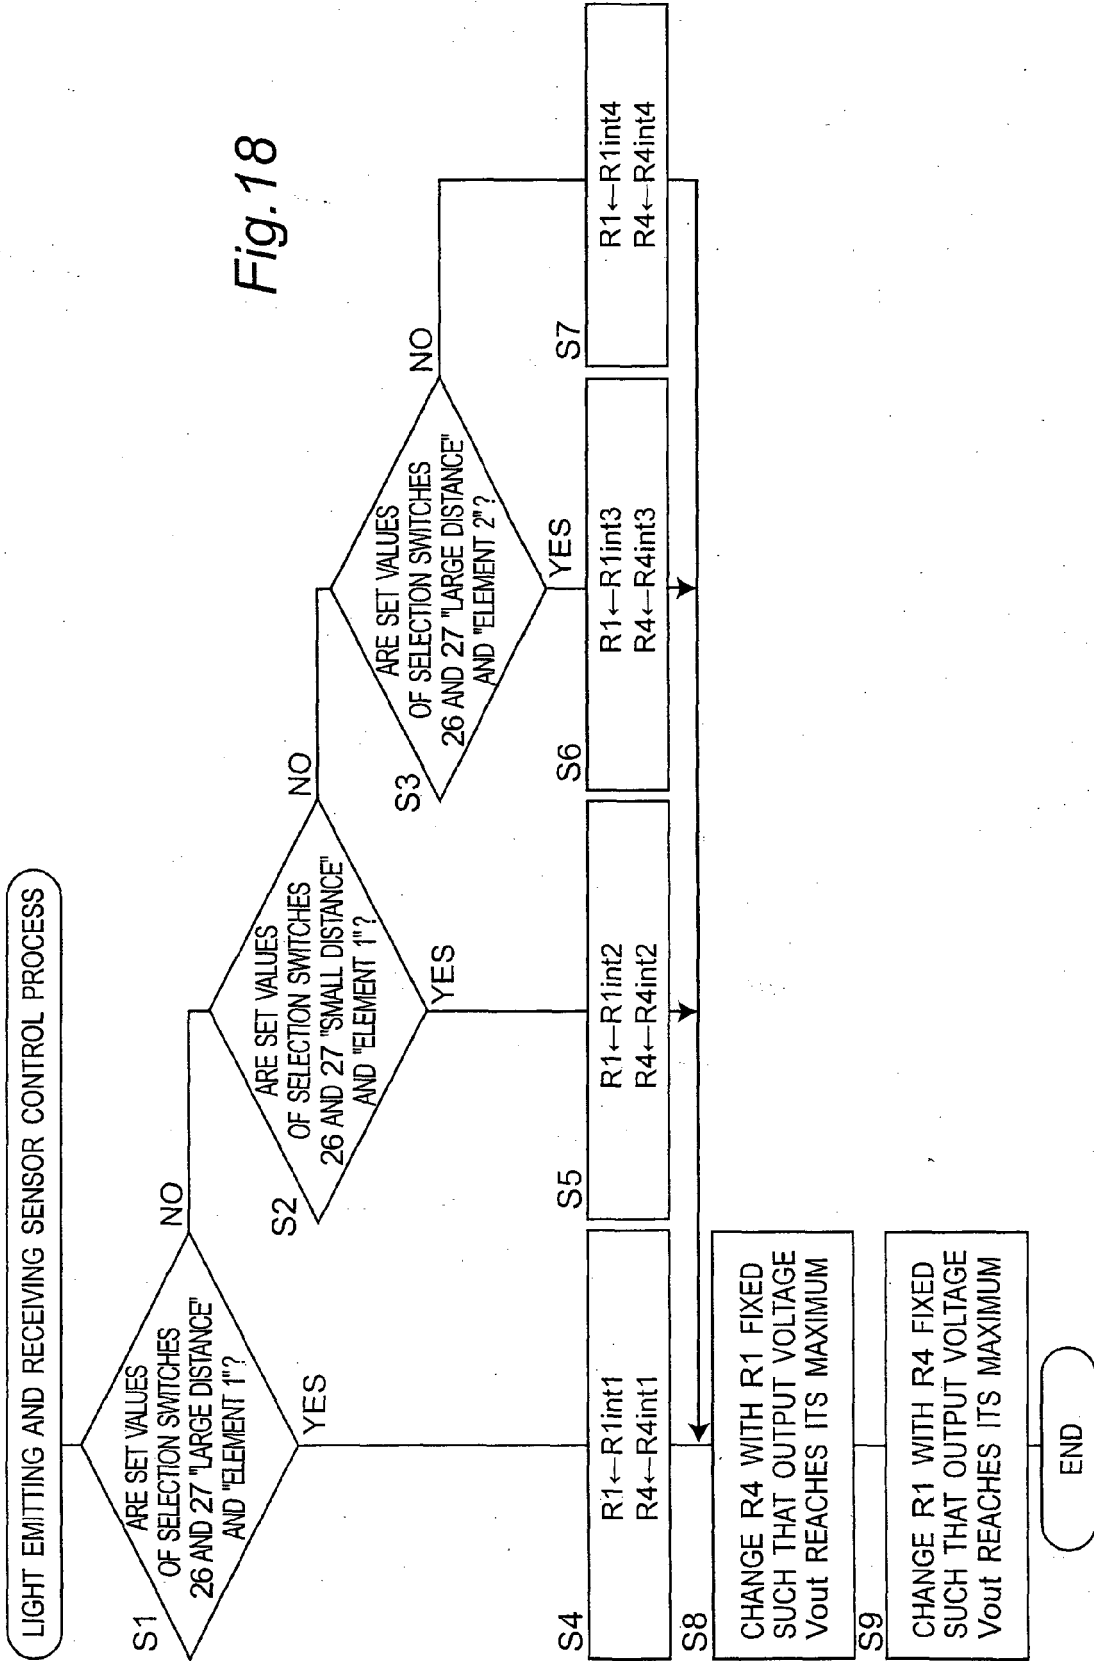 Fig.18
LIGHT EMITTING AND RECEIVING SENSOR CONTROL PROCESS
S1
ARE SET VALUES
OF SELECTION SWITCHES
26 AND 27 "LARGE DISTANCE"
AND "ELEMENT 1"?
NO
YES
S2
ARE SET VALUES
OF SELECTION SWITCHES
26 AND 27 "SMALL DISTANCE"
AND "ELEMENT 1"?
NO
YES
S3
ARE SET VALUES
OF SELECTION SWITCHES
26 AND 27 "LARGE DISTANCE"
AND "ELEMENT 2"?
NO
YES
S4
R1←R1int1
R4←R4int1
S5
R1←R1int2
R4←R4int2
S6
R1←R1int3
R4←R4int3
S7
R1←R1int4
R4←R4int4
S8
CHANGE R4 WITH R1 FIXED
SUCH THAT OUTPUT VOLTAGE
Vout REACHES ITS MAXIMUM
S9
CHANGE R1 WITH R4 FIXED
SUCH THAT OUTPUT VOLTAGE
Vout REACHES ITS MAXIMUM
END